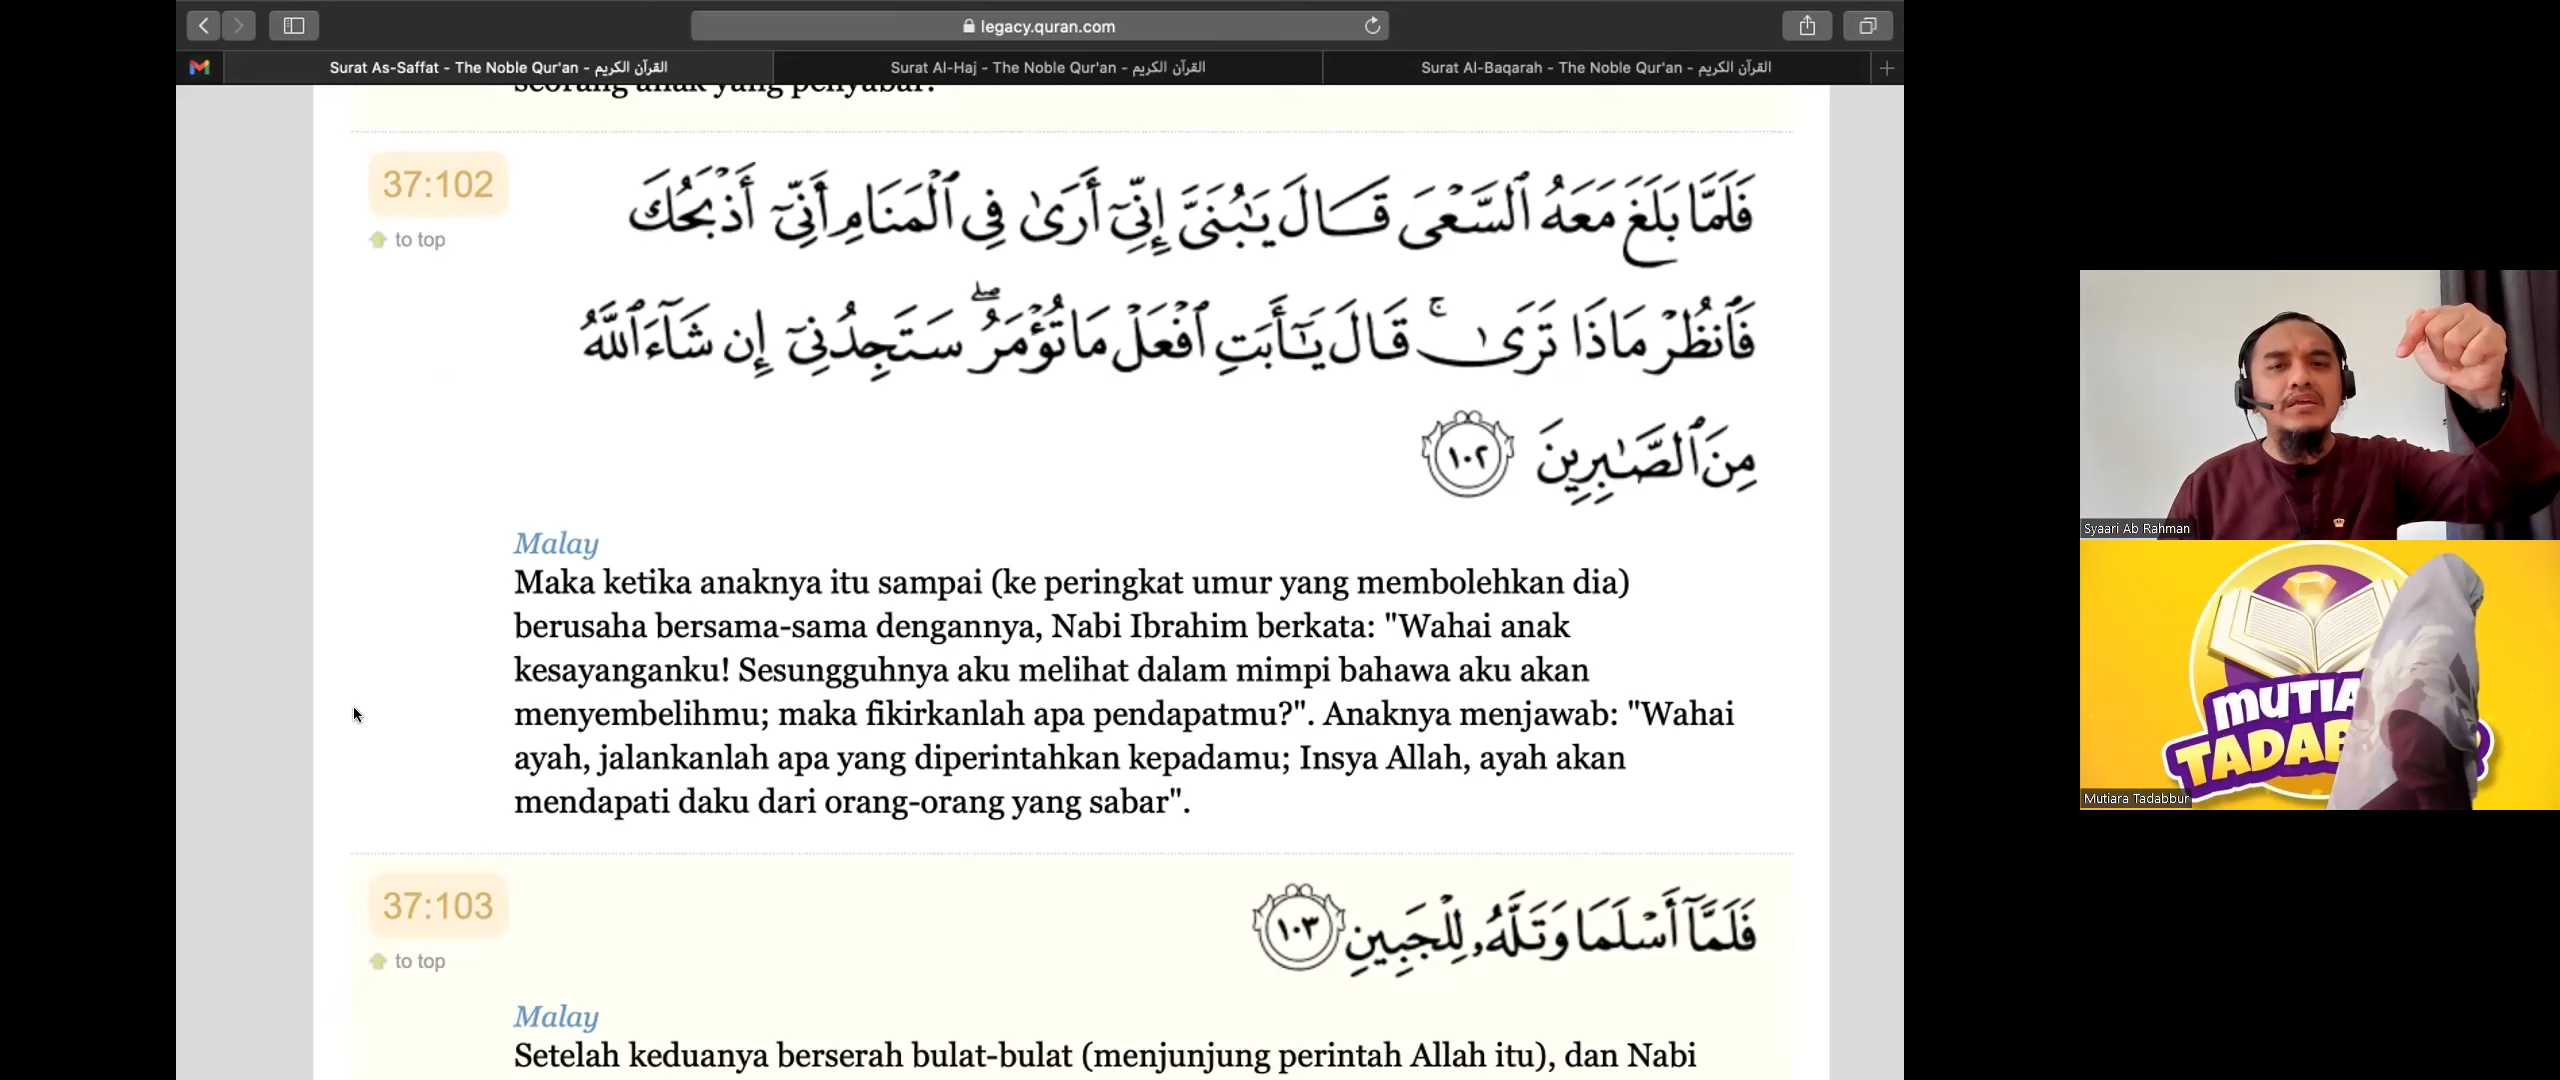 legacy.quran.com
Surat As-Saffat - The Noble Qur'an - القرآن الكريم
Surat Al-Haj - The Noble Qur'an - القرآن الكريم
Surat Al-Baqarah - The Noble Qur'an - القرآن الكريم
seorang anak yang penyabar.
37:102
to top
فَلَمَّا بَلَغَ مَعَهُ ٱلسَّعْىَ قَالَ يَٰبُنَىَّ إِنِّىٓ أَرَىٰ فِى ٱلْمَنَامِ أَنِّىٓ أَذْبَحُكَ
فَٱنظُرْ مَاذَا تَرَىٰ ۚ قَالَ يَٰٓأَبَتِ ٱفْعَلْ مَا تُؤْمَرُ ۖ سَتَجِدُنِىٓ إِن شَآءَ ٱللَّهُ
مِنَ ٱلصَّٰبِرِينَ ١٠٢
Malay
Maka ketika anaknya itu sampai (ke peringkat umur yang membolehkan dia)
berusaha bersama-sama dengannya, Nabi Ibrahim berkata: "Wahai anak
kesayanganku! Sesungguhnya aku melihat dalam mimpi bahawa aku akan
menyembelihmu; maka fikirkanlah apa pendapatmu?". Anaknya menjawab: "Wahai
ayah, jalankanlah apa yang diperintahkan kepadamu; Insya Allah, ayah akan
mendapati daku dari orang-orang yang sabar".
37:103
to top
فَلَمَّآ أَسْلَمَا وَتَلَّهُۥ لِلْجَبِينِ ١٠٣
Malay
Setelah keduanya berserah bulat-bulat (menjunjung perintah Allah itu), dan Nabi
Syaari Ab Rahman
Mutiara Tadabbur